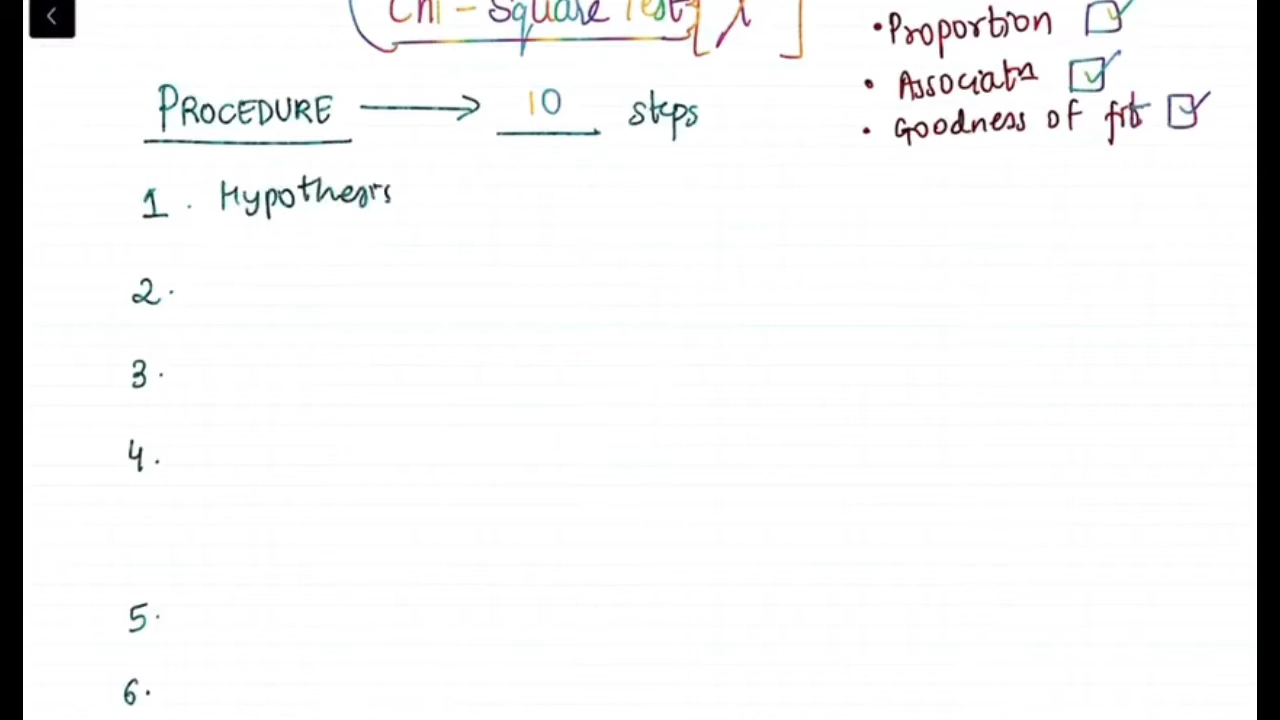 Chi - Square Test [χ
• Proportion
PROCEDURE → 10 steps
• Associatn
• Goodness of fit
1. Hypothesis
2.
3.
4.
5.
6.